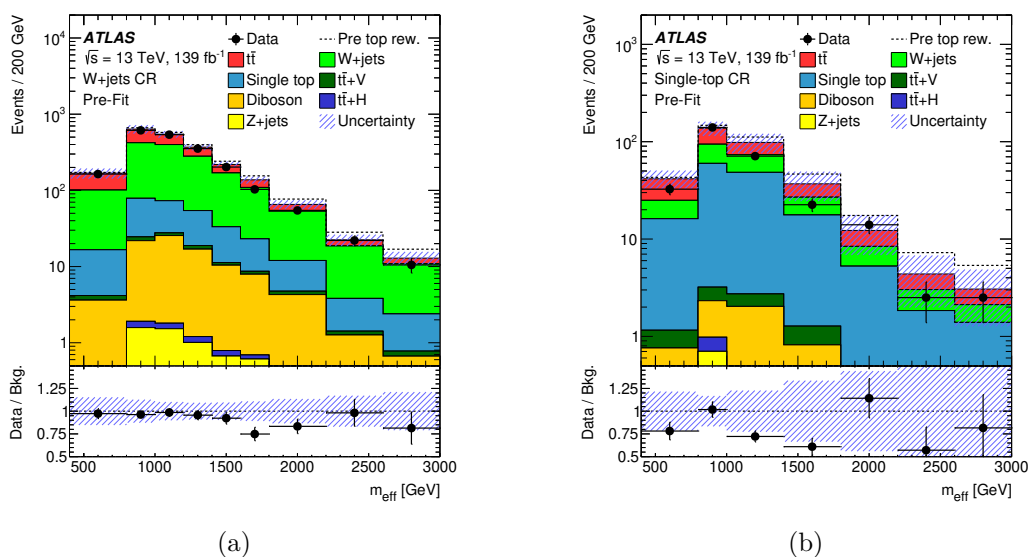 Events / 200 GeV
10⁴
10³
10²
10
1
ATLAS
√s = 13 TeV, 139 fb⁻¹
W+jets CR
Pre-Fit
Data
Pre top rew.
tt̄
W+jets
Single top
tt̄+V
Diboson
tt̄+H
Z+jets
Uncertainty
Data / Bkg.
1.25
1
0.75
0.5
500 1000 1500 2000 2500 3000
m_eff [GeV]
(a)
Events / 200 GeV
10³
10²
10
1
ATLAS
√s = 13 TeV, 139 fb⁻¹
Single-top CR
Pre-Fit
Data
Pre top rew.
tt̄
W+jets
Single top
tt̄+V
Diboson
tt̄+H
Z+jets
Uncertainty
Data / Bkg.
1.25
1
0.75
0.5
500 1000 1500 2000 2500 3000
m_eff [GeV]
(b)